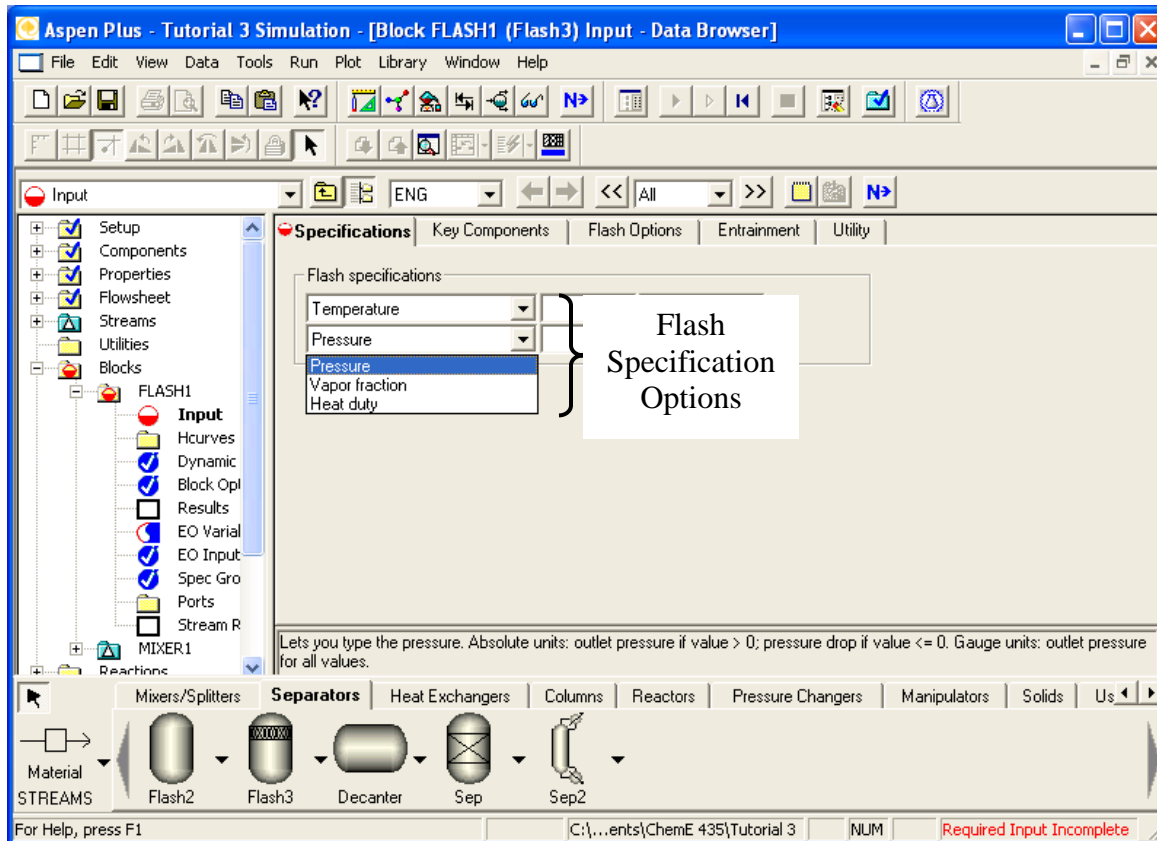 Aspen Plus - Tutorial 3 Simulation - [Block FLASH1 (Flash3) Input - Data Browser]
File Edit View Data Tools Run Plot Library Window Help
N>
Input
ENG
<< All >>
N>
Setup
Components
Properties
Flowsheet
Streams
Utilities
Blocks
FLASH1
Input
Hcurves
Dynamic
Block Opt
Results
EO Varial
EO Input
Spec Gro
Ports
Stream R
MIXER1
Reactions
Specifications Key Components Flash Options Entrainment Utility
Flash specifications
Temperature
Pressure
Pressure
Vapor fraction
Heat duty
Flash
Specification
Options
Lets you type the pressure. Absolute units: outlet pressure if value > 0; pressure drop if value <= 0. Gauge units: outlet pressure
for all values.
Mixers/Splitters Separators Heat Exchangers Columns Reactors Pressure Changers Manipulators Solids Us
Material
STREAMS
Flash2 Flash3 Decanter Sep Sep2
For Help, press F1
C:\...ents\ChemE 435\Tutorial 3 NUM Required Input Incomplete